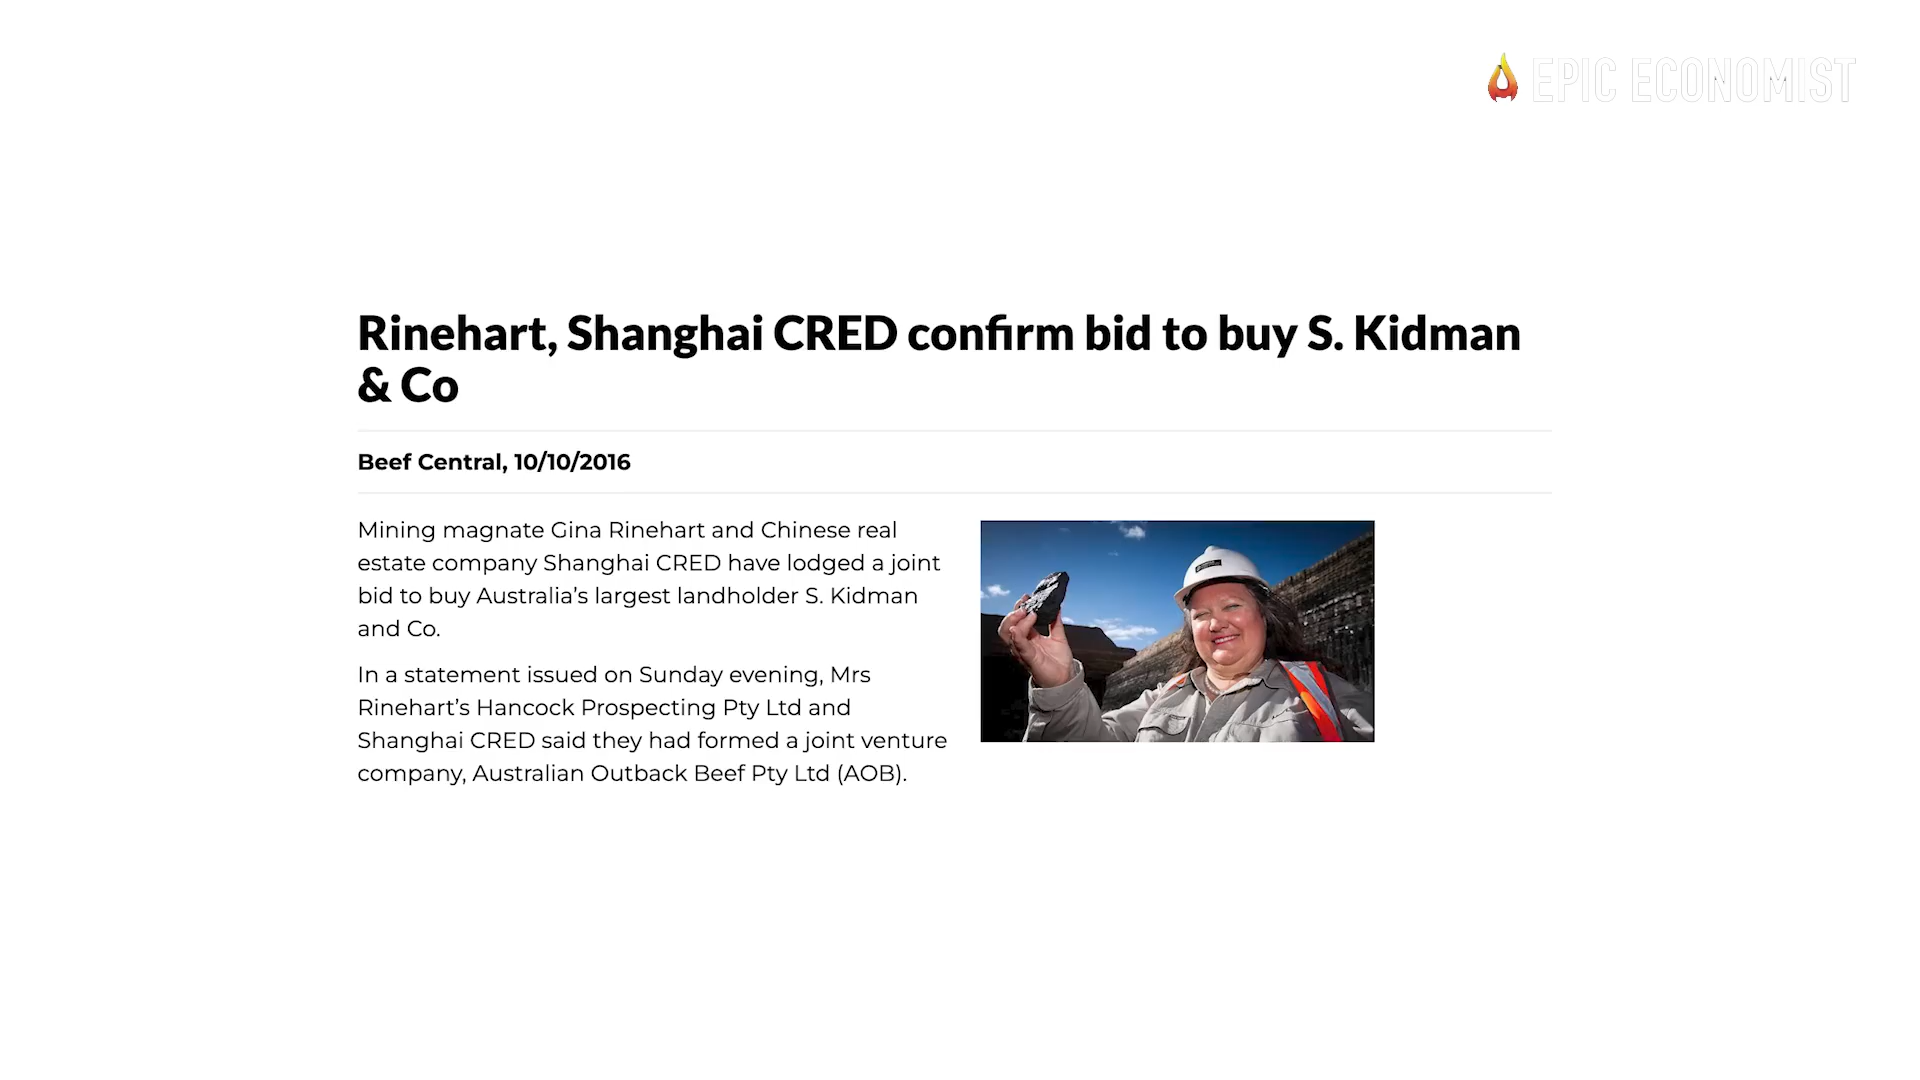 EPIC ECONOMIST
Rinehart, Shanghai CRED confirm bid to buy S. Kidman
& Co
Beef Central, 10/10/2016
Mining magnate Gina Rinehart and Chinese real
estate company Shanghai CRED have lodged a joint
bid to buy Australia’s largest landholder S. Kidman
and Co.
In a statement issued on Sunday evening, Mrs
Rinehart’s Hancock Prospecting Pty Ltd and
Shanghai CRED said they had formed a joint venture
company, Australian Outback Beef Pty Ltd (AOB).